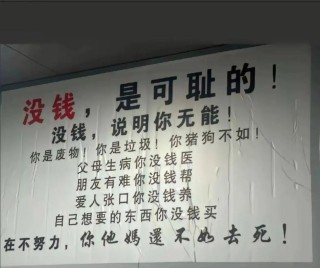 没钱，是可耻的！
没钱，说明你无能！
你是废物！你是垃圾！你猪狗不如！
父母生病你没钱医
朋友有难你没钱帮
爱人张口你没钱养
自己想要的东西你没钱买
在不努力，你他媽還不如去死！